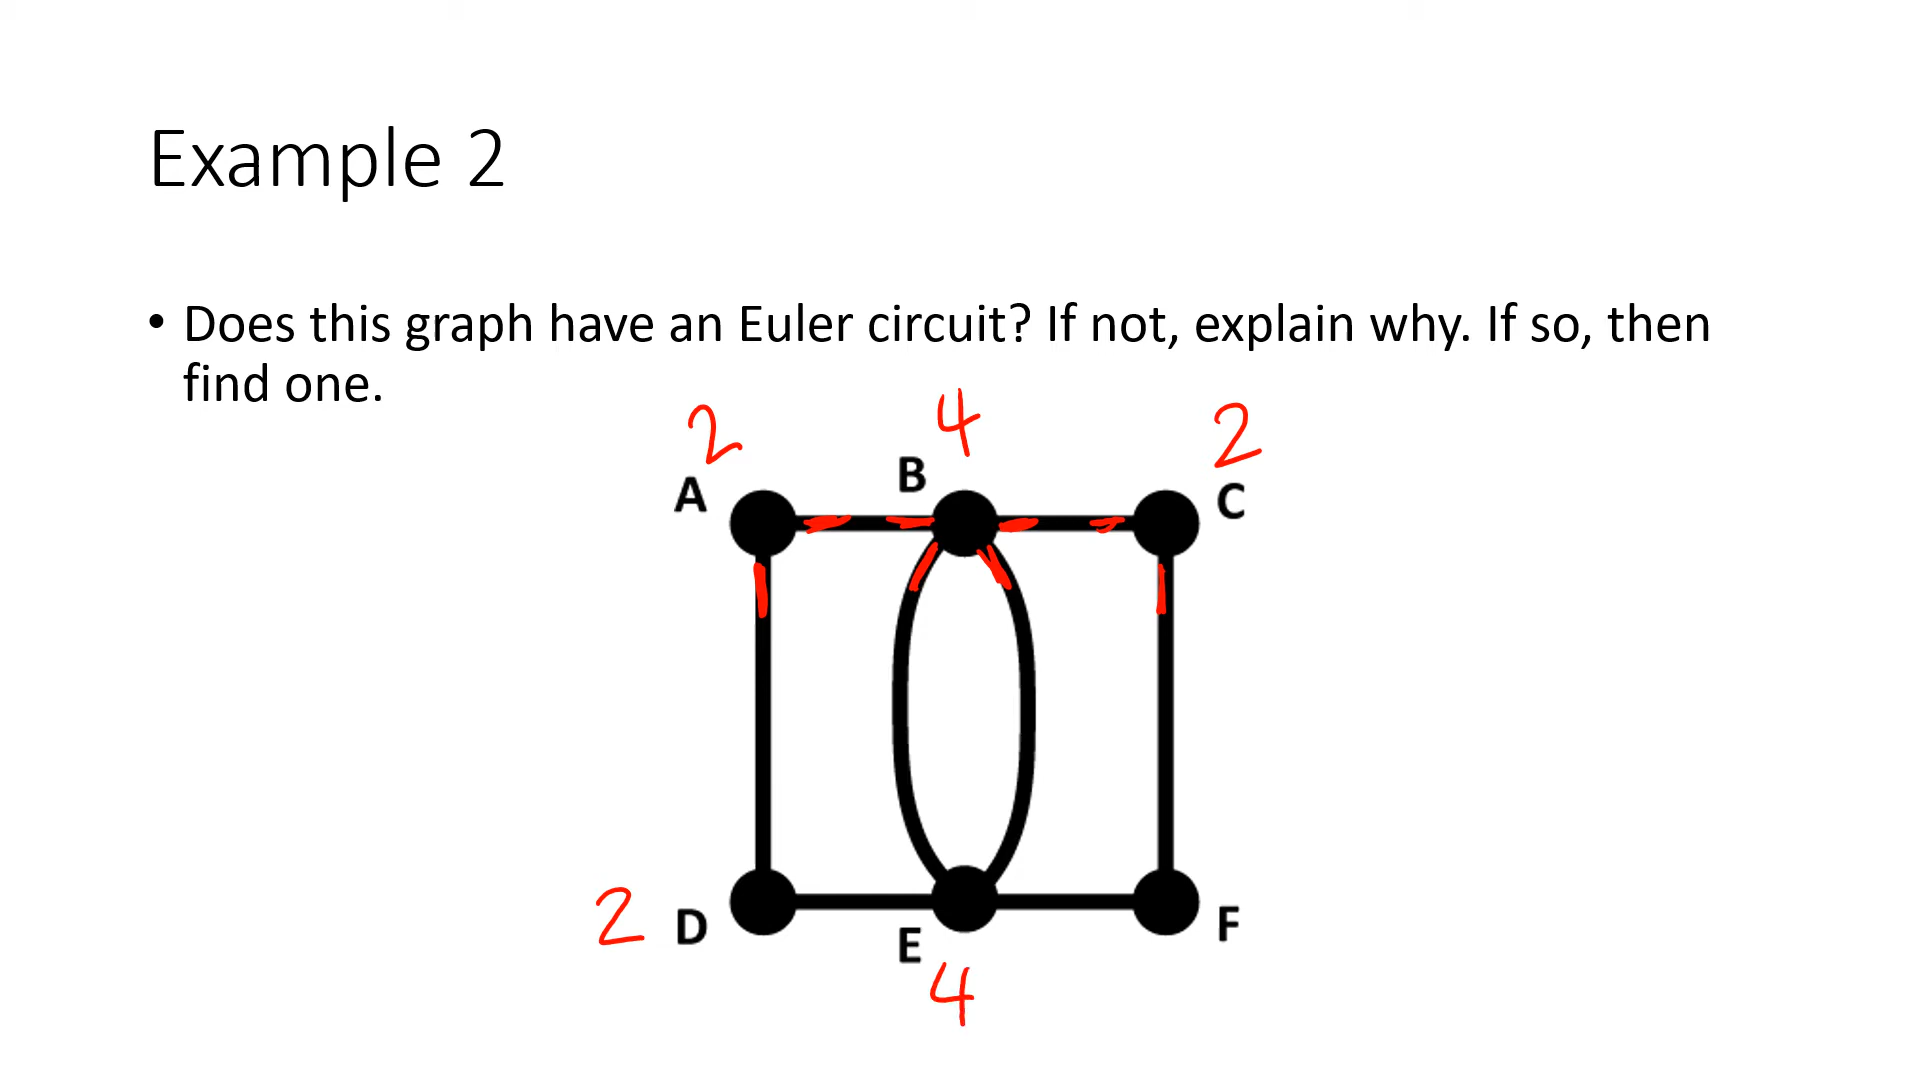 Example 2
• Does this graph have an Euler circuit? If not, explain why. If so, then
find one.
2 4 2
A B C
2 D E F
4